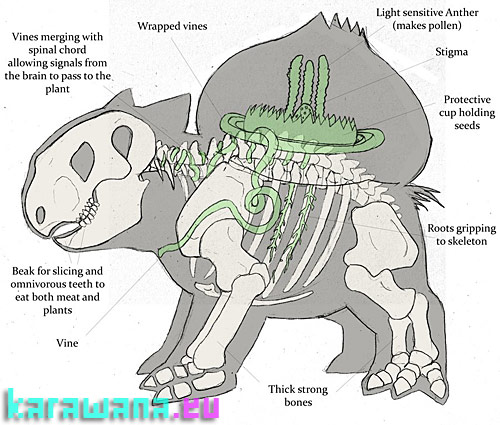 Vines merging with
spinal chord
allowing signals from
the brain to pass to the
plant
Wrapped vines
Light sensitive Anther
(makes pollen)
Stigma
Protective
cup holding
seeds
Roots gripping
to skeleton
Beak for slicing and
omnivorous teeth to
eat both meat and
plants
Vine
Thick strong
bones
karawana.eu